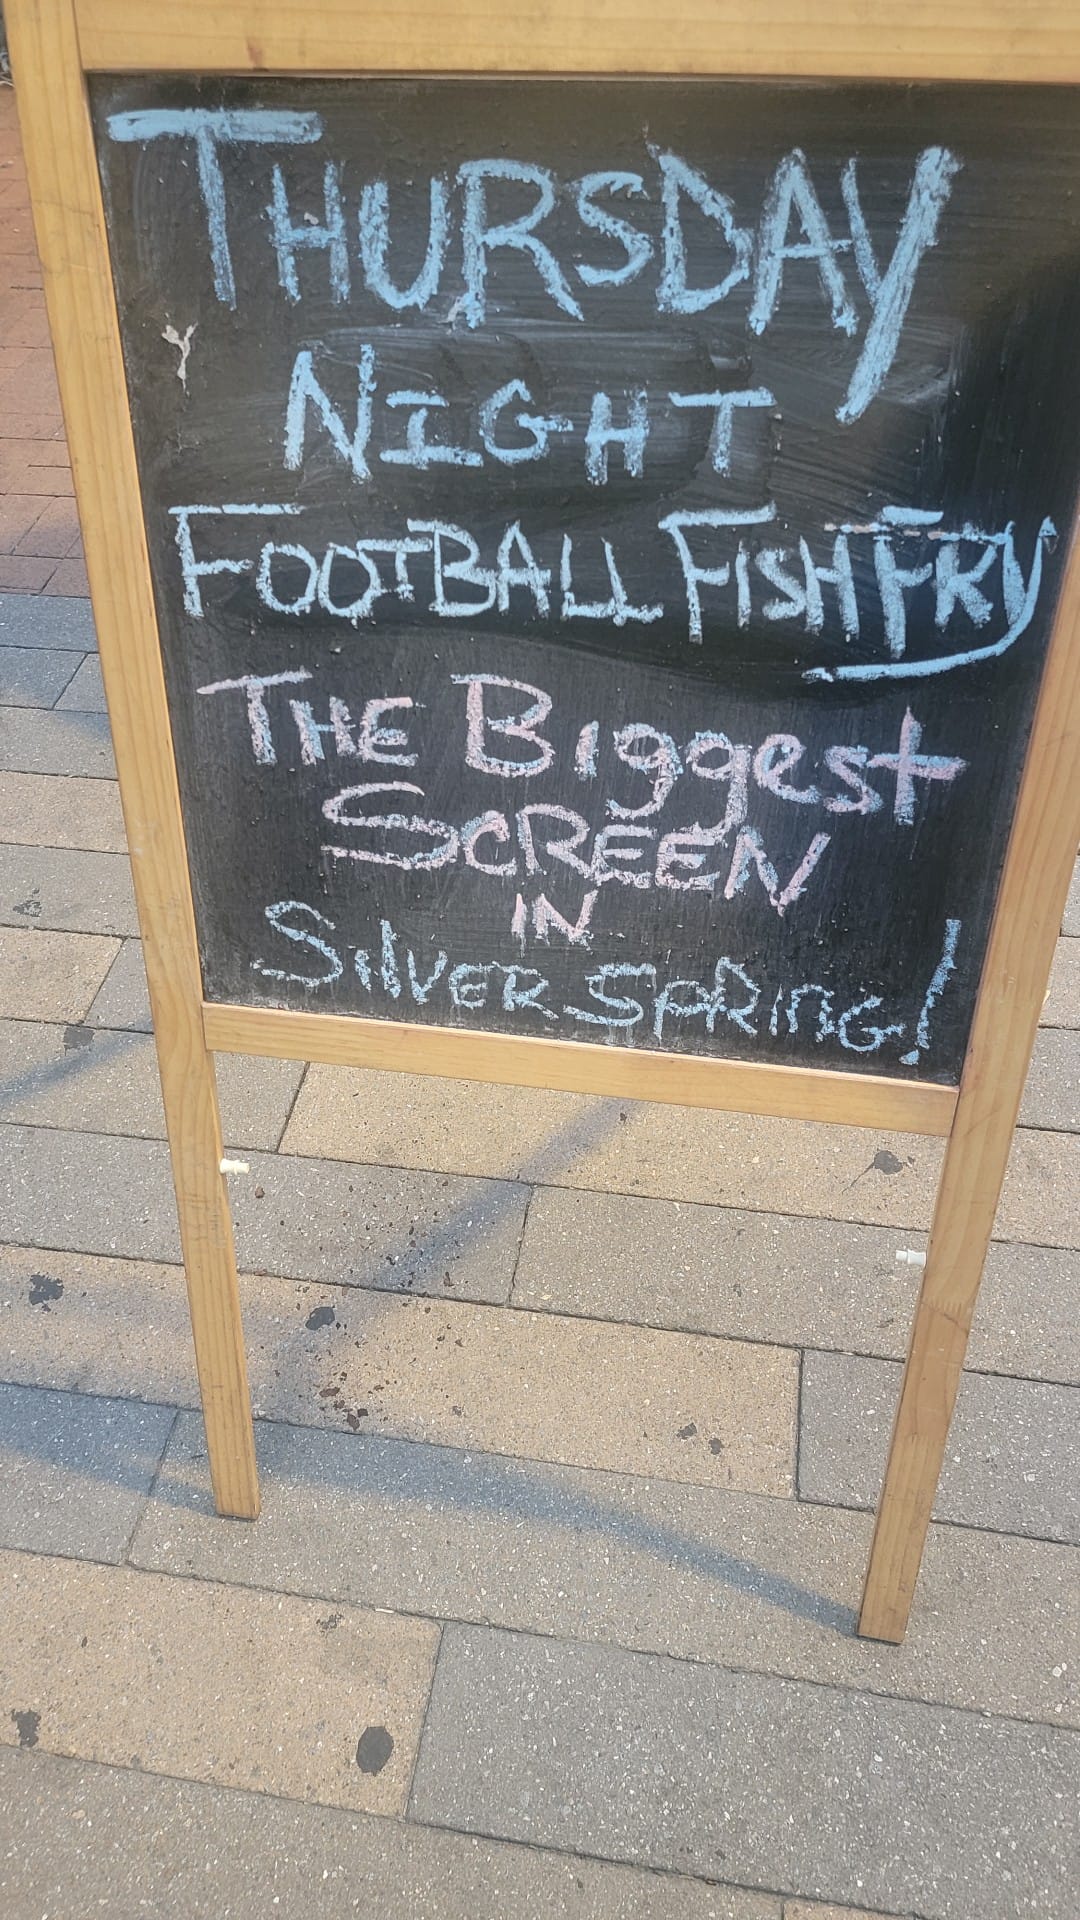 THURSDAY
NIGHT
FOOTBALL FISH FRY
THE BIggest
SCREEN
IN
SilVER SpRinG!